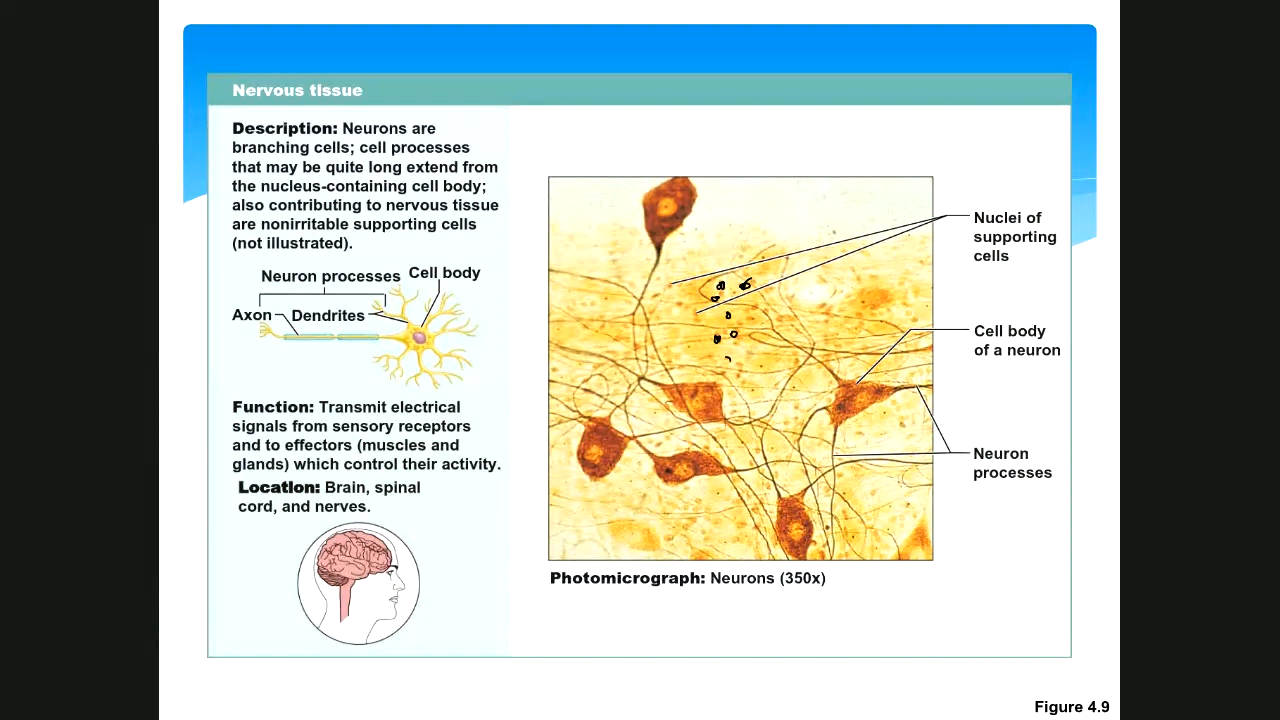 Nervous tissue
Description: Neurons are
branching cells; cell processes
that may be quite long extend from
the nucleus-containing cell body;
also contributing to nervous tissue
are nonirritable supporting cells
(not illustrated).
Neuron processes
Cell body
Axon
Dendrites
Function: Transmit electrical
signals from sensory receptors
and to effectors (muscles and
glands) which control their activity.
Location: Brain, spinal
cord, and nerves.
Nuclei of
supporting
cells
Cell body
of a neuron
Neuron
processes
Photomicrograph: Neurons (350x)
Figure 4.9